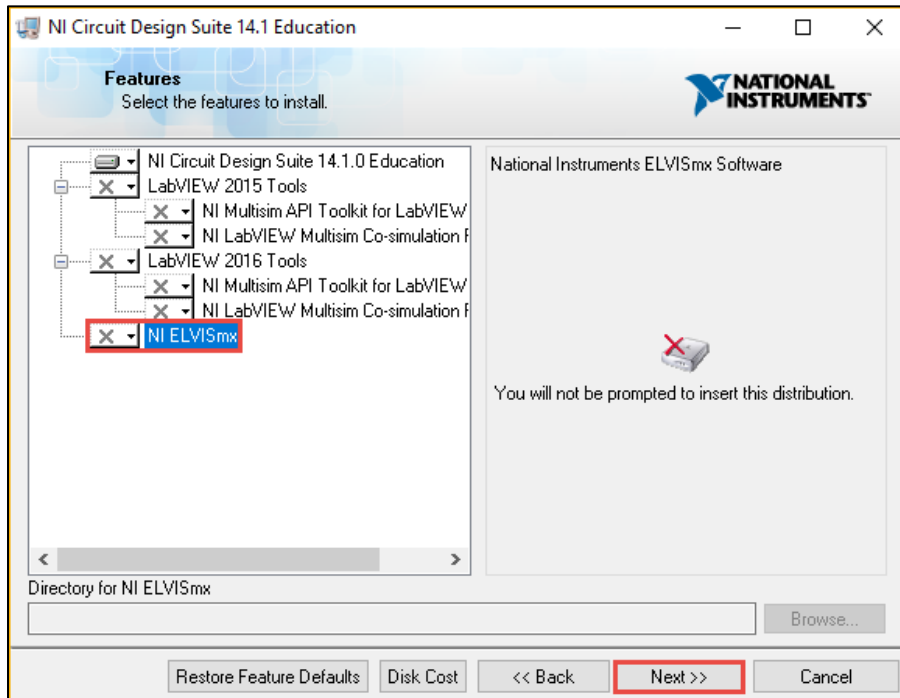 NI Circuit Design Suite 14.1 Education
Features
Select the features to install.
NATIONAL
INSTRUMENTS™
NI Circuit Design Suite 14.1.0 Education
LabVIEW 2015 Tools
NI Multisim API Toolkit for LabVIEW
NI LabVIEW Multisim Co-simulation
LabVIEW 2016 Tools
NI Multisim API Toolkit for LabVIEW
NI LabVIEW Multisim Co-simulation
NI ELVISmx
National Instruments ELVISmx Software
You will not be prompted to insert this distribution.
Directory for NI ELVISmx
Browse...
Restore Feature Defaults
Disk Cost
<< Back
Next >>
Cancel